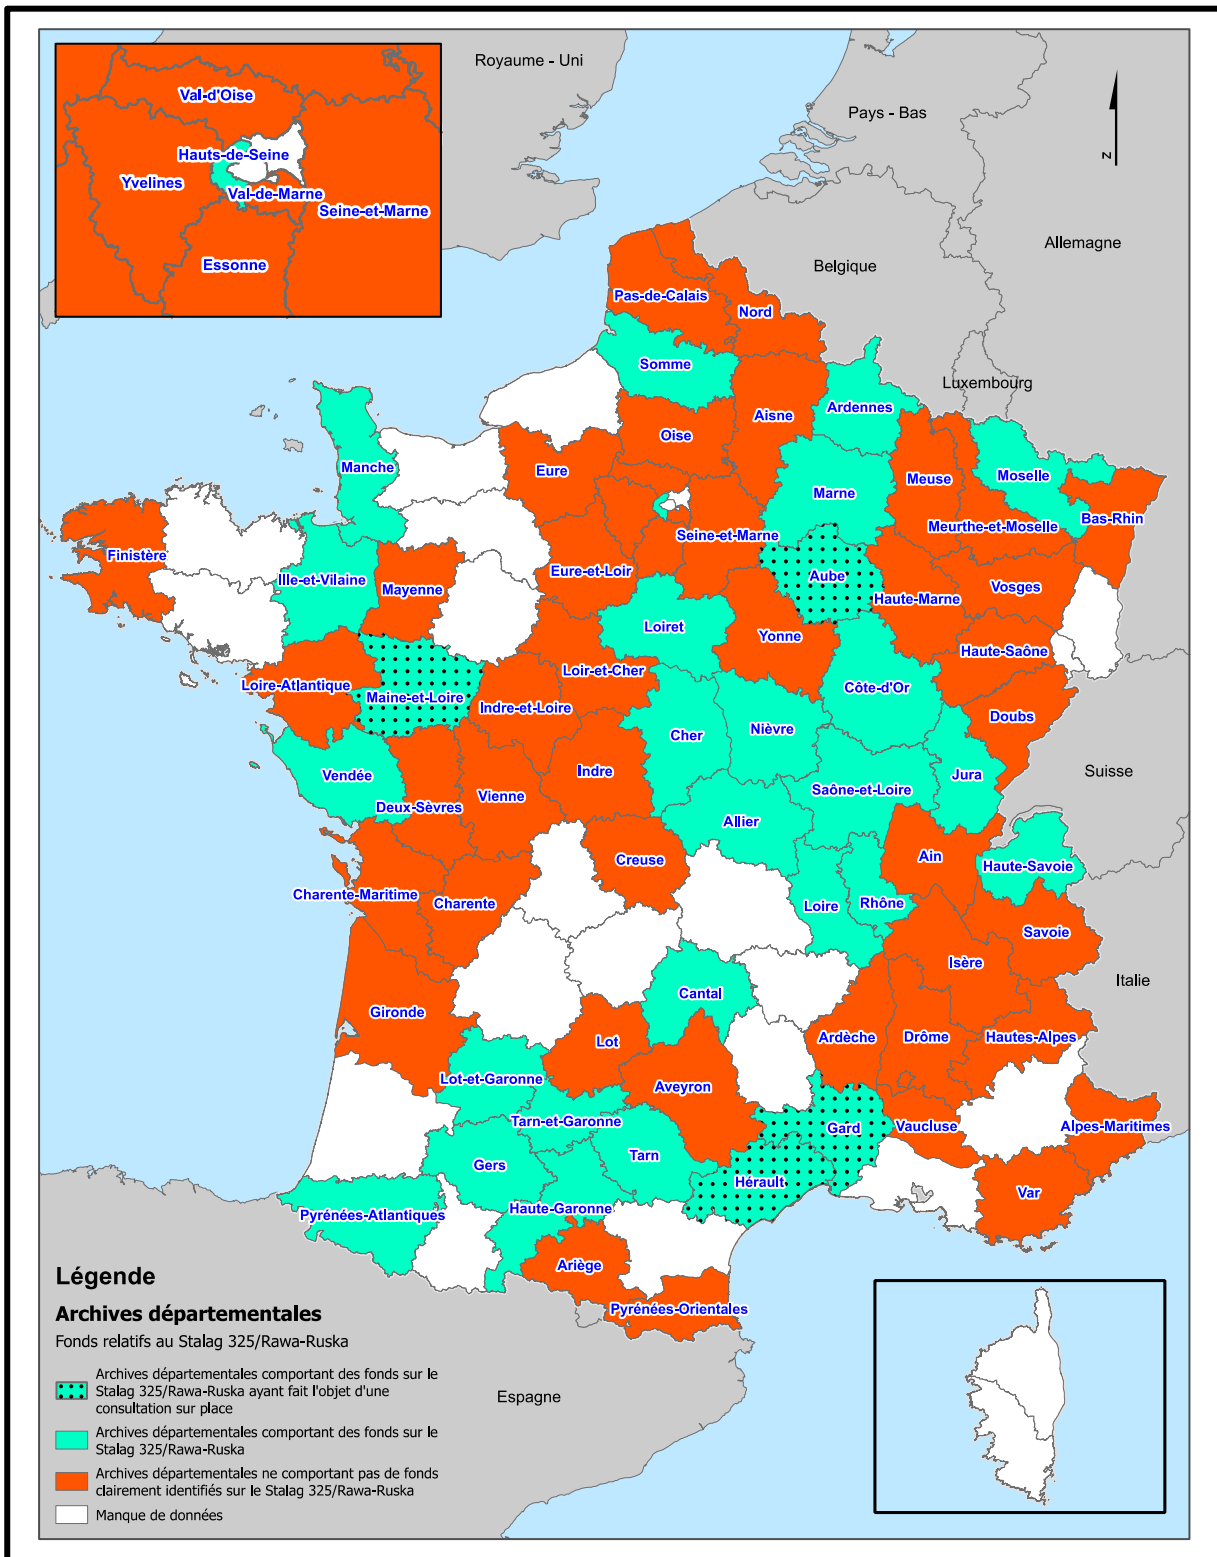 Royaume - Uni
Pays - Bas
Val-d'Oise
Hauts-de-Seine
Yvelines
Val-de-Marne
Seine-et-Marne
Essonne
N
Allemagne
Belgique
Pas-de-Calais
Nord
Somme
Luxembourg
Ardennes
Aisne
Oise
Manche
Eure
Marne
Meuse
Moselle
Bas-Rhin
Meurthe-et-Moselle
Seine-et-Marne
Finistère
Ille-et-Vilaine
Mayenne
Eure-et-Loir
Aube
Haute-Marne
Vosges
Loiret
Yonne
Haute-Saône
Loir-et-Cher
Loire-Atlantique
Maine-et-Loire
Indre-et-Loire
Côte-d'Or
Doubs
Cher
Nièvre
Vendée
Indre
Suisse
Deux-Sèvres
Vienne
Saône-et-Loire
Jura
Allier
Creuse
Ain
Haute-Savoie
Charente-Maritime
Charente
Loire
Rhône
Savoie
Isère
Italie
Cantal
Gironde
Lot
Ardèche
Drôme
Hautes-Alpes
Lot-et-Garonne
Aveyron
Tarn-et-Garonne
Gard
Vaucluse
Alpes-Maritimes
Gers
Tarn
Hérault
Var
Pyrénées-Atlantiques
Haute-Garonne
Ariège
Pyrénées-Orientales
Espagne
Légende
Archives départementales
Fonds relatifs au Stalag 325/Rawa-Ruska
Archives départementales comportant des fonds sur le
Stalag 325/Rawa-Ruska ayant fait l'objet d'une
consultation sur place
Archives départementales comportant des fonds sur le
Stalag 325/Rawa-Ruska
Archives départementales ne comportant pas de fonds
clairement identifiés sur le Stalag 325/Rawa-Ruska
Manque de données